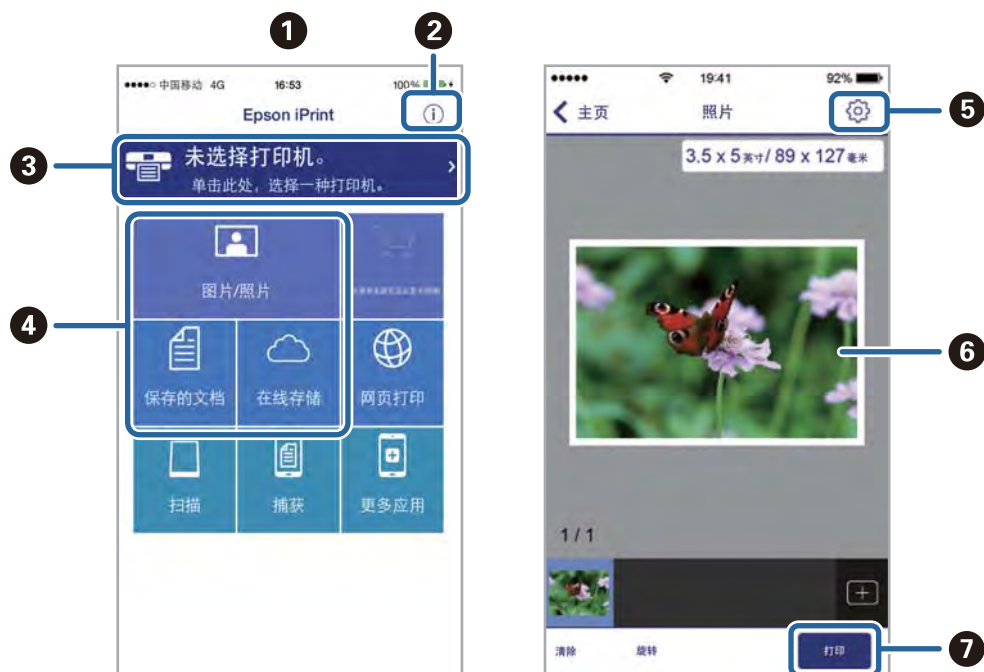 1
2
中国移动 4G 16:53 100%
Epson iPrint
3
未选择打印机。
单击此处，选择一种打印机。
4
图片/照片
保存的文档 在线存储 网页打印
扫描 捕获 更多应用
19:41 92%
主页 照片
5
3.5 x 5 英寸/ 89 x 127 毫米
6
1 / 1
清除 旋转 打印
7